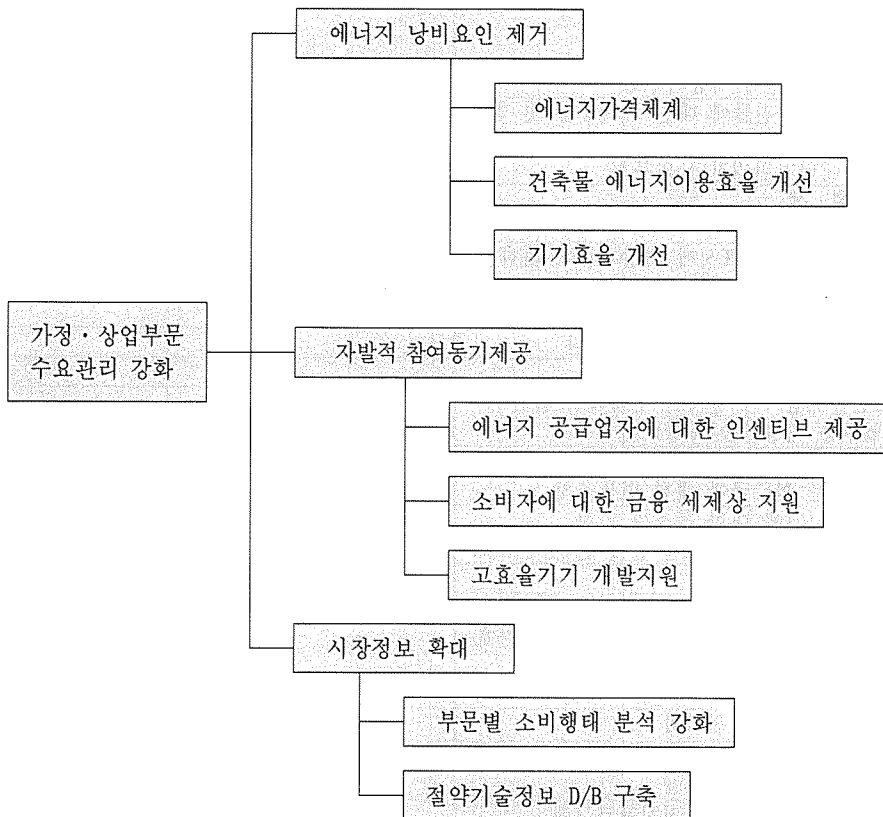 에너지 낭비요인 제거
에너지가격체계
건축물 에너지이용효율 개선
기기효율 개선
가정·상업부문
수요관리 강화
자발적 참여동기제공
에너지 공급업자에 대한 인센티브 제공
소비자에 대한 금융 세제상 지원
고효율기기 개발지원
시장정보 확대
부문별 소비행태 분석 강화
절약기술정보 D/B 구축